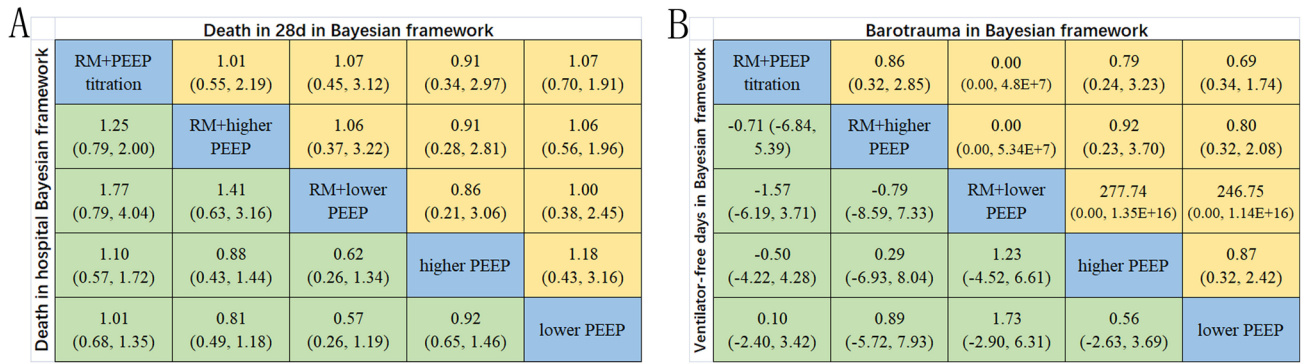 A
Death in 28d in Bayesian framework
Death in hospital Bayesian framework
RM+PEEP titration
1.01 (0.55, 2.19)
1.07 (0.45, 3.12)
0.91 (0.34, 2.97)
1.07 (0.70, 1.91)
1.25 (0.79, 2.00)
RM+higher PEEP
1.06 (0.37, 3.22)
0.91 (0.28, 2.81)
1.06 (0.56, 1.96)
1.77 (0.79, 4.04)
1.41 (0.63, 3.16)
RM+lower PEEP
0.86 (0.21, 3.06)
1.00 (0.38, 2.45)
1.10 (0.57, 1.72)
0.88 (0.43, 1.44)
0.62 (0.26, 1.34)
higher PEEP
1.18 (0.43, 3.16)
1.01 (0.68, 1.35)
0.81 (0.49, 1.18)
0.57 (0.26, 1.19)
0.92 (0.65, 1.46)
lower PEEP
B
Barotrauma in Bayesian framework
Ventilator-free days in Bayesian framework
RM+PEEP titration
0.86 (0.32, 2.85)
0.00 (0.00, 4.8E+7)
0.79 (0.24, 3.23)
0.69 (0.34, 1.74)
-0.71 (-6.84, 5.39)
RM+higher PEEP
0.00 (0.00, 5.34E+7)
0.92 (0.23, 3.70)
0.80 (0.32, 2.08)
-1.57 (-6.19, 3.71)
-0.79 (-8.59, 7.33)
RM+lower PEEP
277.74 (0.00, 1.35E+16)
246.75 (0.00, 1.14E+16)
-0.50 (-4.22, 4.28)
0.29 (-6.93, 8.04)
1.23 (-4.52, 6.61)
higher PEEP
0.87 (0.32, 2.42)
0.10 (-2.40, 3.42)
0.89 (-5.72, 7.93)
1.73 (-2.90, 6.31)
0.56 (-2.63, 3.69)
lower PEEP